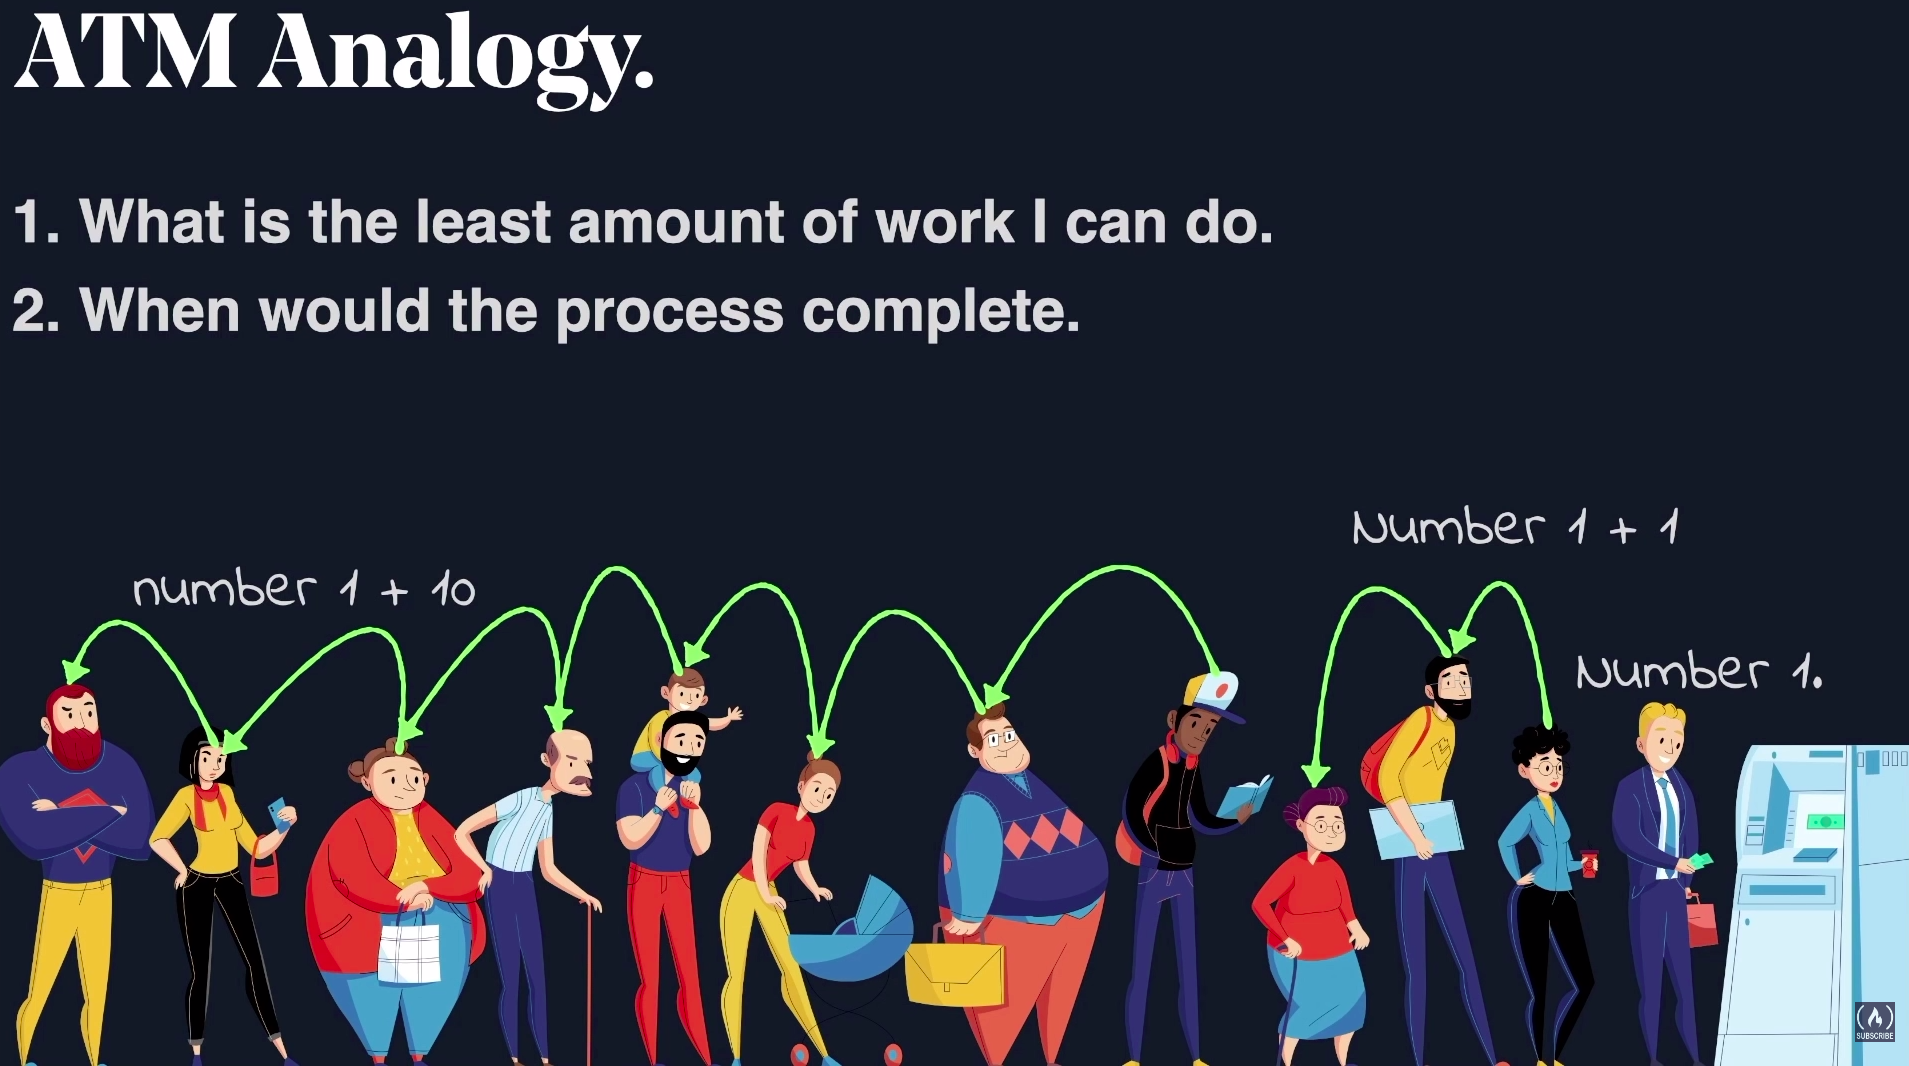 ATM Analogy.
1. What is the least amount of work I can do.
2. When would the process complete.
Number 1 + 1
number 1 + 10
Number 1.
SUBSCRIBE